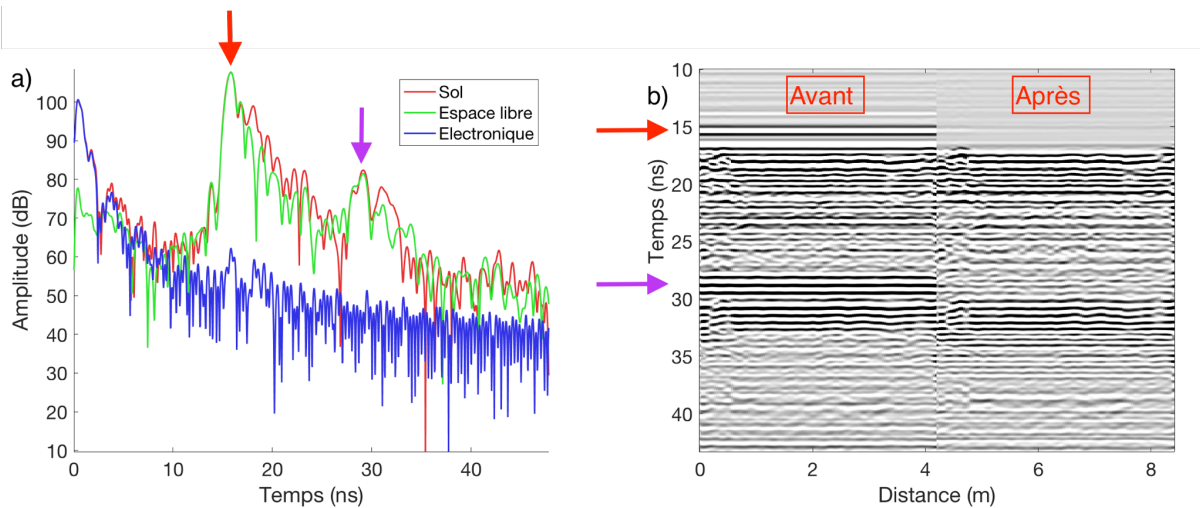 a)
Amplitude (dB)
100
90
80
70
60
50
40
30
20
10
0
10
20
30
40
Temps (ns)
Sol
Espace libre
Electronique
b)
Avant
Après
Temps (ns)
10
15
20
25
30
35
40
0
2
4
6
8
Distance (m)